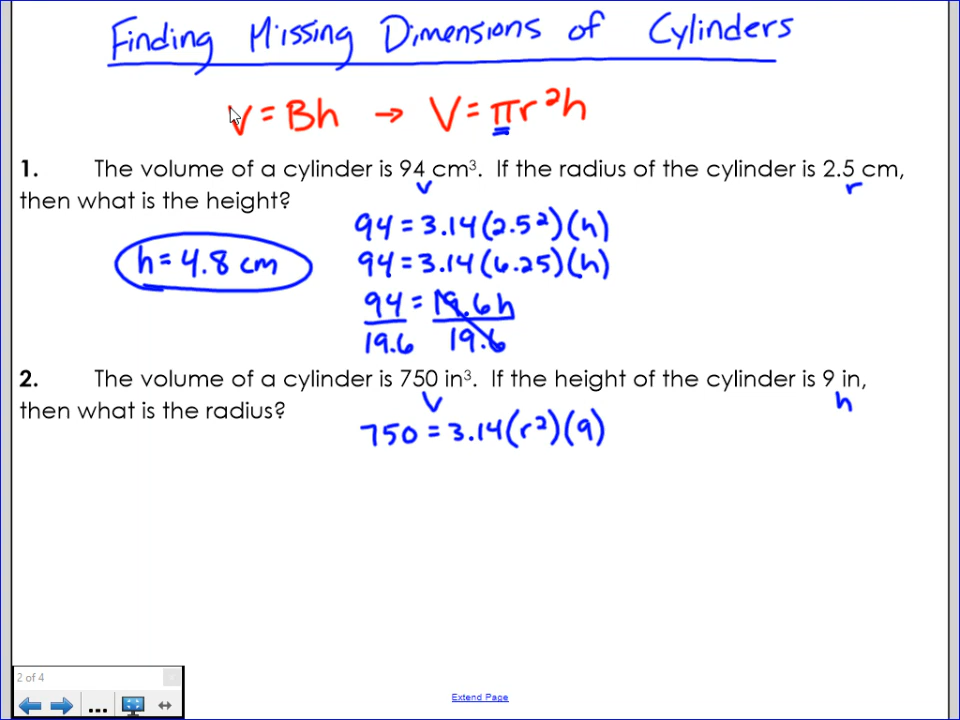 Finding Missing Dimensions of Cylinders
V = Bh → V = πr²h
1. The volume of a cylinder is 94 cm³. If the radius of the cylinder is 2.5 cm,
v r
then what is the height?
94 = 3.14(2.5²)(h)
h = 4.8 cm
94 = 3.14(6.25)(h)
94 = 19.6h
19.6 19.6
2. The volume of a cylinder is 750 in³. If the height of the cylinder is 9 in,
V h
then what is the radius?
750 = 3.14(r²)(9)
2 of 4
...
Extend Page